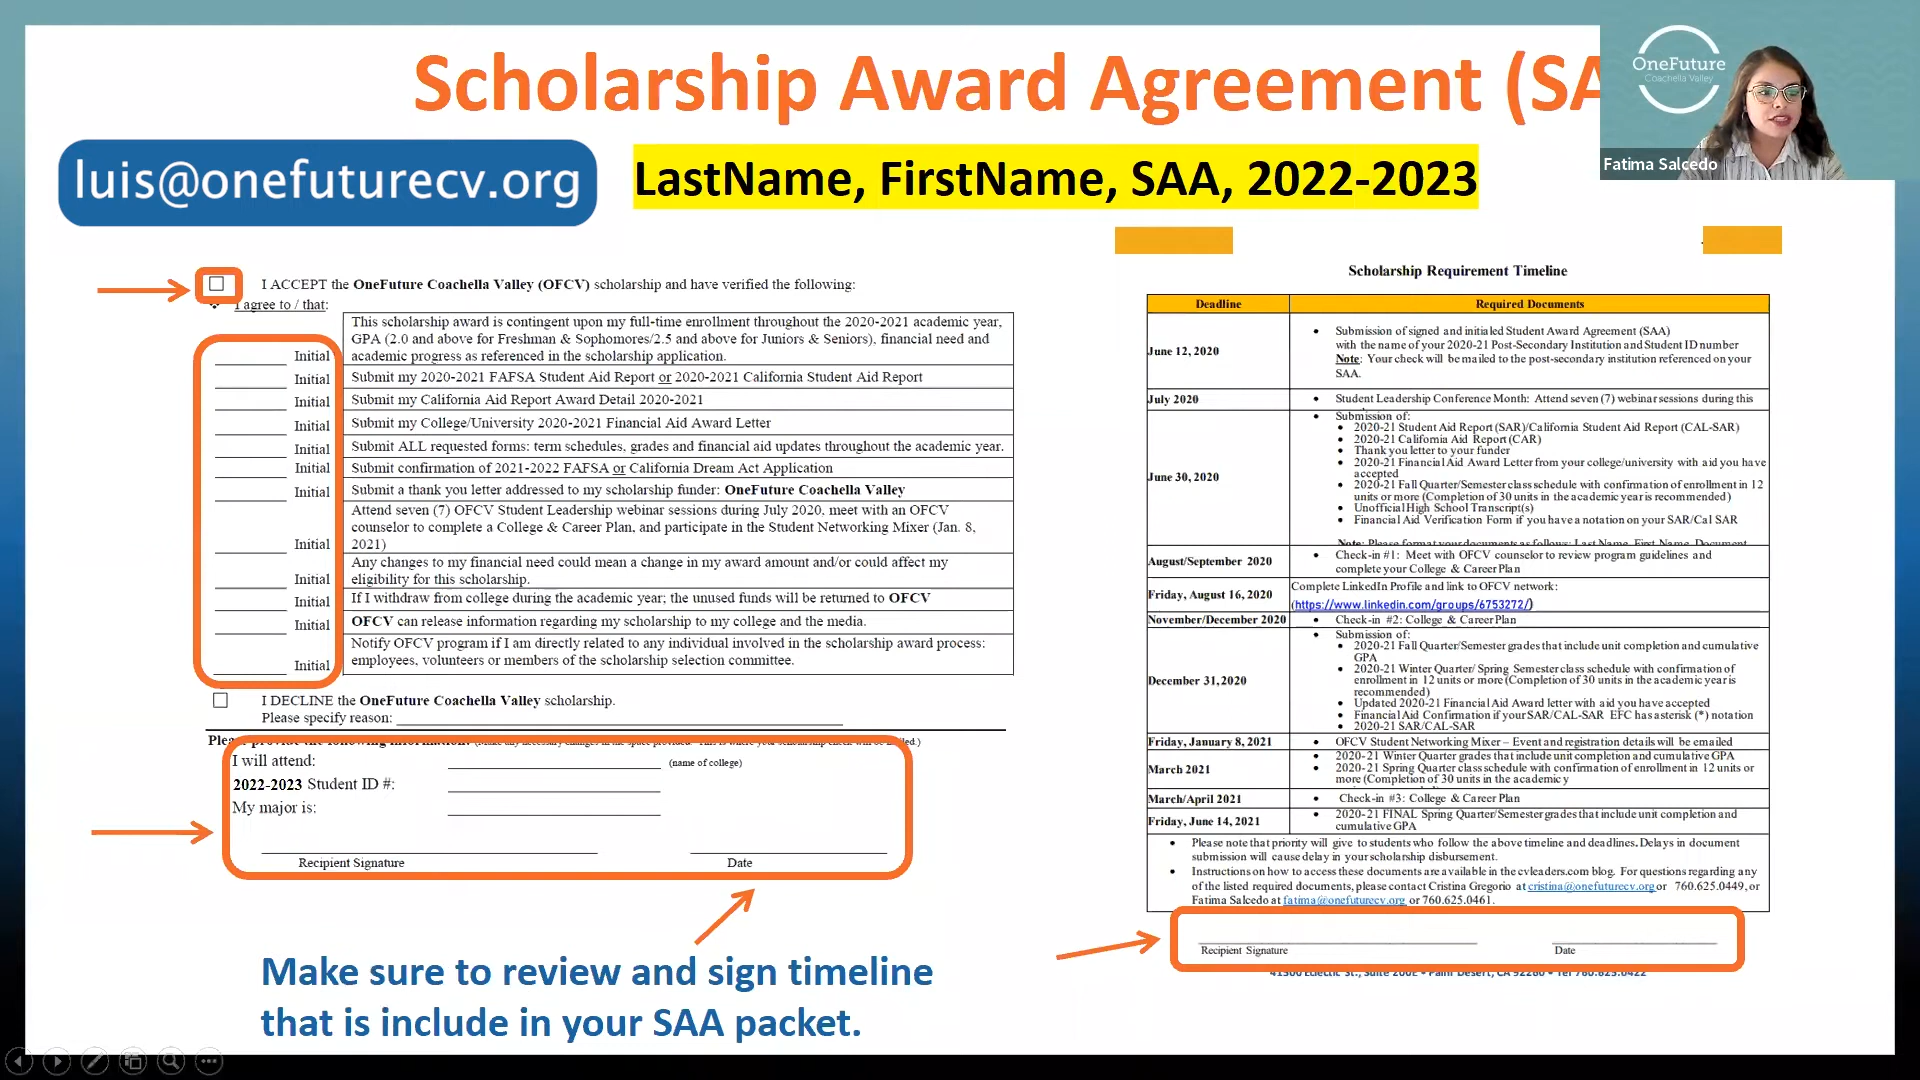 Scholarship Award Agreement (SA
OneFuture
Coachella Valley
Fatima Salcedo
luis@onefuturecv.org
LastName, FirstName, SAA, 2022-2023
I ACCEPT the OneFuture Coachella Valley (OFCV) scholarship and have verified the following:
I agree to / that:
Initial
This scholarship award is contingent upon my full-time enrollment throughout the 2020-2021 academic year,
GPA (2.0 and above for Freshman & Sophomores/2.5 and above for Juniors & Seniors), financial need and
academic progress as referenced in the scholarship application.
Initial
Submit my 2020-2021 FAFSA Student Aid Report or 2020-2021 California Student Aid Report
Initial
Submit my California Aid Report Award Detail 2020-2021
Initial
Submit my College/University 2020-2021 Financial Aid Award Letter
Initial
Submit ALL requested forms: term schedules, grades and financial aid updates throughout the academic year.
Initial
Submit confirmation of 2021-2022 FAFSA or California Dream Act Application
Initial
Submit a thank you letter addressed to my scholarship funder: OneFuture Coachella Valley
Initial
Attend seven (7) OFCV Student Leadership webinar sessions during July 2020, meet with an OFCV
counselor to complete a College & Career Plan, and participate in the Student Networking Mixer (Jan. 8,
2021)
Initial
Any changes to my financial need could mean a change in my award amount and/or could affect my
eligibility for this scholarship.
Initial
If I withdraw from college during the academic year; the unused funds will be returned to OFCV
Initial
OFCV can release information regarding my scholarship to my college and the media.
Initial
Notify OFCV program if I am directly related to any individual involved in the scholarship award process:
employees, volunteers or members of the scholarship selection committee.
I DECLINE the OneFuture Coachella Valley scholarship.
Please specify reason:
I will attend:
(name of college)
2022-2023 Student ID #:
My major is:
Recipient Signature
Date
Make sure to review and sign timeline
that is include in your SAA packet.
Scholarship Requirement Timeline
Deadline
Required Documents
June 12, 2020
Submission of signed and initialed Student Award Agreement (SAA)
with the name of your 2020-21 Post-Secondary Institution and Student ID number
Note: Your check will be mailed to the post-secondary institution referenced on your
SAA.
July 2020
Student Leadership Conference Month: Attend seven (7) webinar sessions during this
June 30, 2020
Submission of:
2020-21 Student Aid Report (SAR)/California Student Aid Report (CAL-SAR)
2020-21 California Aid Report (CAR)
Thank you letter to your funder
2020-21 Financial Aid Award Letter from your college/university with aid you have
accepted
2020-21 Fall Quarter/Semester class schedule with confirmation of enrollment in 12
units or more (Completion of 30 units in the academic year is recommended)
Unofficial High School Transcript(s)
Financial Aid Verification Form if you have a notation on your SAR/Cal SAR
Note: Please format your documents as follows: Last Name, First Name, Document
August/September 2020
Check-in #1: Meet with OFCV counselor to review program guidelines and
complete your College & Career Plan
Friday, August 16, 2020
Complete LinkedIn Profile and link to OFCV network:
(https://www.linkedin.com/groups/6753272/)
November/December 2020
Check-in #2: College & Career Plan
December 31, 2020
Submission of:
2020-21 Fall Quarter/Semester grades that include unit completion and cumulative
GPA
2020-21 Winter Quarter/ Spring Semester class schedule with confirmation of
enrollment in 12 units or more (Completion of 30 units in the academic year is
recommended)
Updated 2020-21 Financial Aid Award letter with aid you have accepted
Financial Aid Confirmation if your SAR/CAL-SAR EFC has asterisk (*) notation
2020-21 SAR/CAL-SAR
Friday, January 8, 2021
OFCV Student Networking Mixer – Event and registration details will be emailed
March 2021
2020-21 Winter Quarter grades that include unit completion and cumulative GPA
2020-21 Spring Quarter class schedule with confirmation of enrollment in 12 units or
more (Completion of 30 units in the academic y
March/April 2021
Check-in #3: College & Career Plan
Friday, June 14, 2021
2020-21 FINAL Spring Quarter/Semester grades that include unit completion and
cumulative GPA
Please note that priority will give to students who follow the above timeline and deadlines. Delays in document
submission will cause delay in your scholarship disbursement.
Instructions on how to access these documents are available in the cvleaders.com blog. For questions regarding any
of the listed required documents, please contact Cristina Gregorio at cristina@onefuturecv.org or 760.625.0449, or
Fatima Salcedo at fatima@onefuturecv.org or 760.625.0461.
Recipient Signature
Date